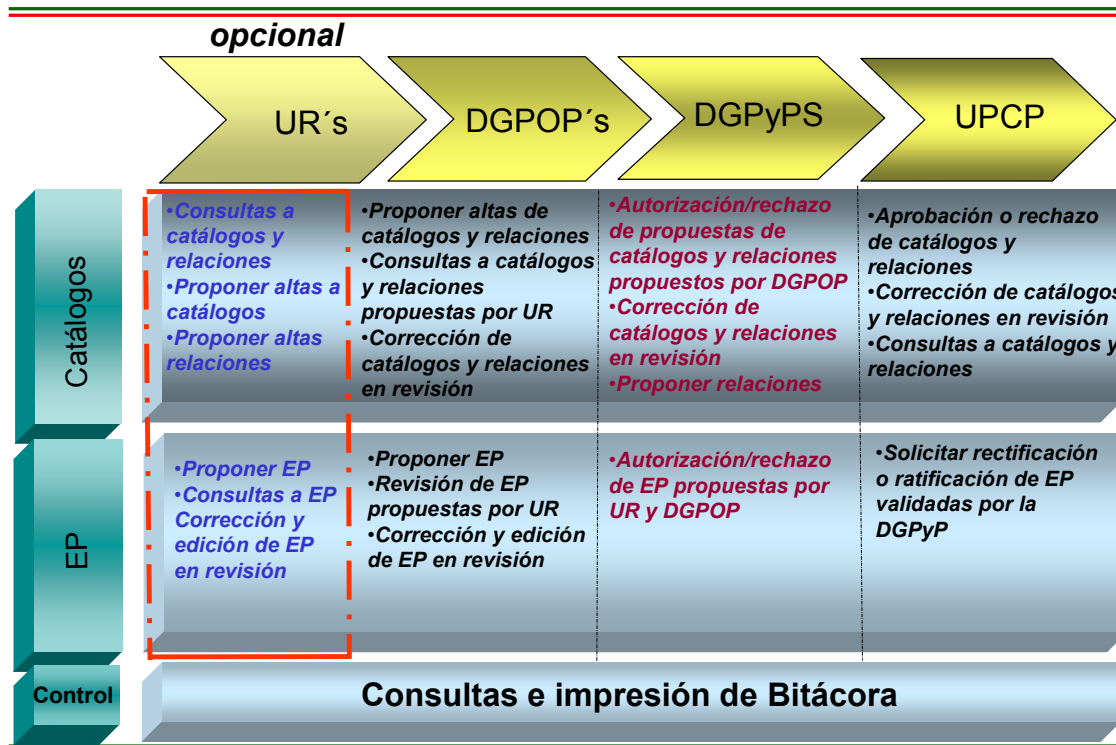 opcional
UR´s
DGPOP´s
DGPyPS
UPCP
Catálogos
•Consultas a
catálogos y
relaciones
•Proponer altas a
catálogos
•Proponer altas
relaciones
•Proponer altas de
catálogos y relaciones
•Consultas a catálogos
y relaciones
propuestas por UR
•Corrección de
catálogos y relaciones
en revisión
•Autorización/rechazo
de propuestas de
catálogos y relaciones
propuestos por DGPOP
•Corrección de
catálogos y relaciones
en revisión
•Proponer relaciones
•Aprobación o rechazo
de catálogos y
relaciones
•Corrección de catálogos
y relaciones en revisión
•Consultas a catálogos y
relaciones
EP
•Proponer EP
•Consultas a EP
Corrección y
edición de EP
en revisión
•Proponer EP
•Revisión de EP
propuestas por UR
•Corrección y edición
de EP en revisión
•Autorización/rechazo
de EP propuestas por
UR y DGPOP
•Solicitar rectificación
o ratificación de EP
validadas por la
DGPyP
Control
Consultas e impresión de Bitácora